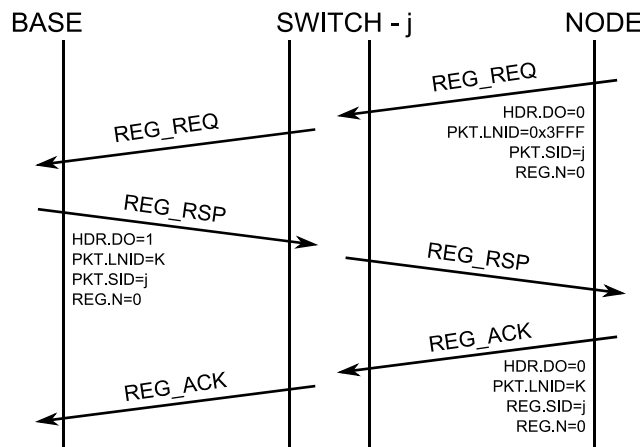 BASE SWITCH - j NODE
REG_REQ
HDR.DO=0
PKT.LNID=0x3FFF
PKT.SID=j
REG.N=0
REG_REQ
REG_RSP
HDR.DO=1
PKT.LNID=K
PKT.SID=j
REG.N=0
REG_RSP
REG_ACK
HDR.DO=0
PKT.LNID=K
REG.SID=j
REG.N=0
REG_ACK